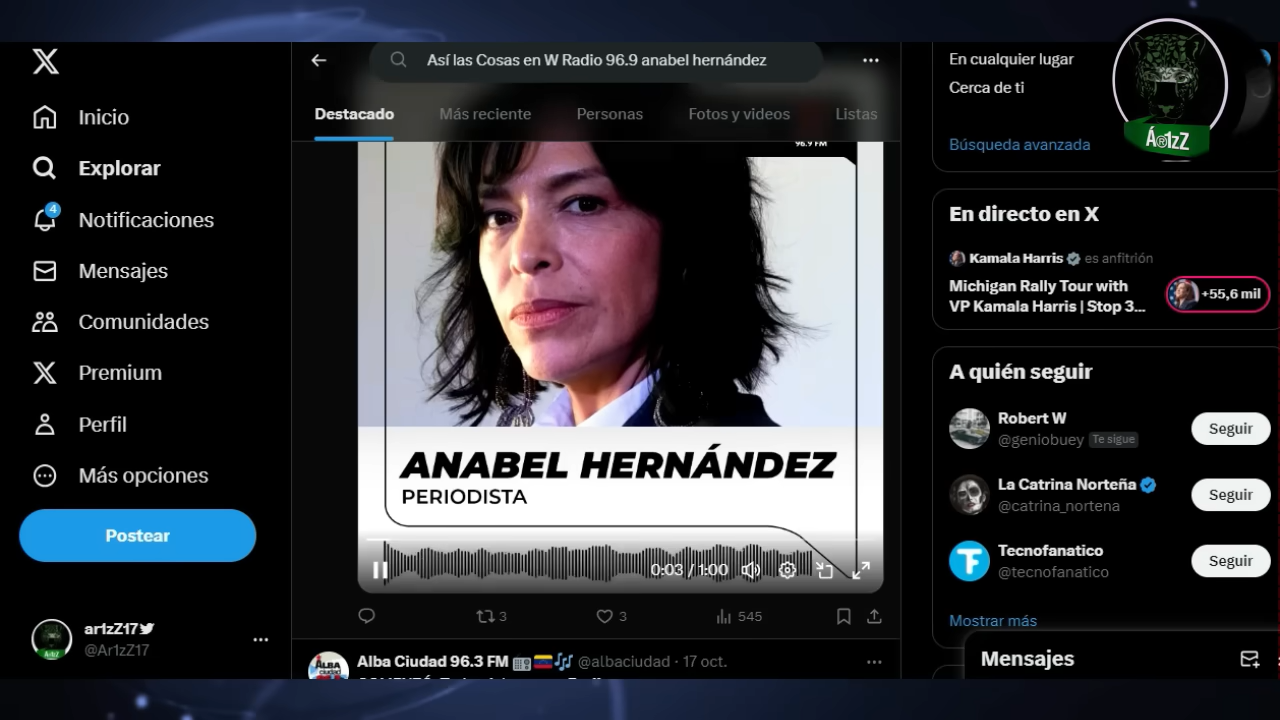 Así las Cosas en W Radio 96.9 anabel hernández
Destacado
Más reciente
Personas
Fotos y videos
Listas
Inicio
Explorar
4
Notificaciones
Mensajes
Comunidades
Premium
Perfil
Más opciones
Postear
ar1zZ17
@Ar1zZ17
96.9 FM
ANABEL HERNÁNDEZ
PERIODISTA
0:03 / 1:00
3
3
545
Alba Ciudad 96.3 FM @albaciudad · 17 oct.
ALBA
ciudad
En cualquier lugar
Cerca de ti
Búsqueda avanzada
Á®1zZ
En directo en X
Kamala Harris es anfitrión
Michigan Rally Tour with
VP Kamala Harris | Stop 3...
+55,6 mil
A quién seguir
Robert W
@geniobuey Te sigue
Seguir
La Catrina Norteña
@catrina_nortena
Seguir
Tecnofanatico
@tecnofanatico
Seguir
Mostrar más
Mensajes